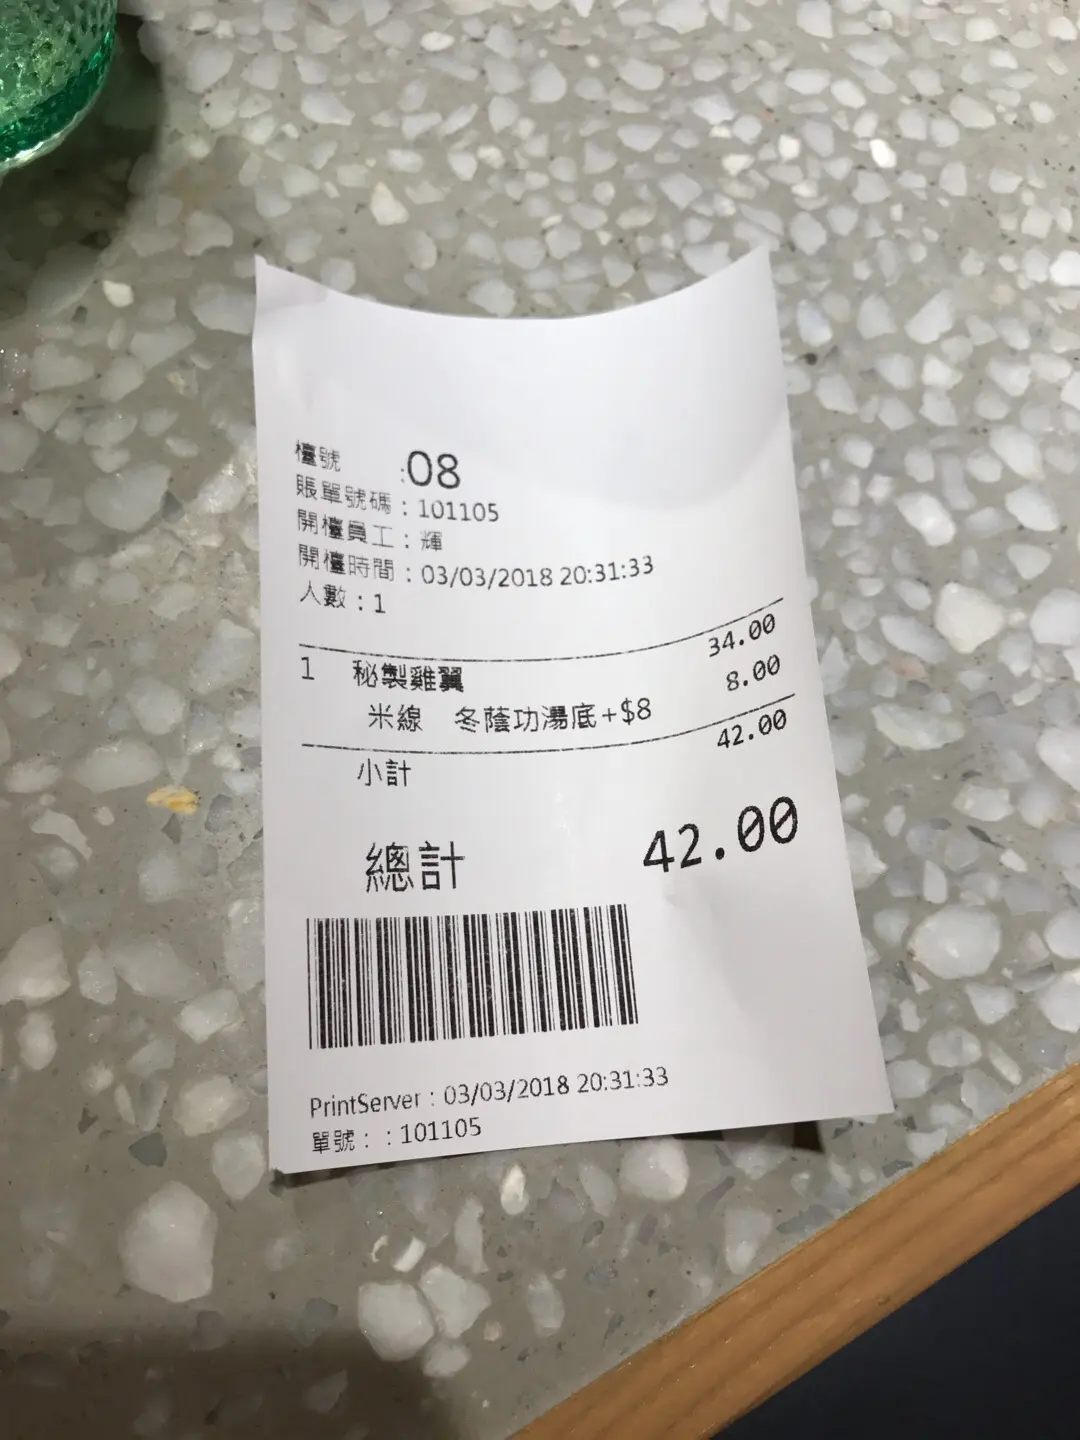 檯號 :08
賬單號碼 : 101105
開檯員工 : 輝
開檯時間 : 03/03/2018 20:31:33
人數 : 1
1 秘製雞翼 34.00
米線 冬蔭功湯底+$8 8.00
小計 42.00
總計 42.00
PrintServer : 03/03/2018 20:31:33
單號 : : 101105